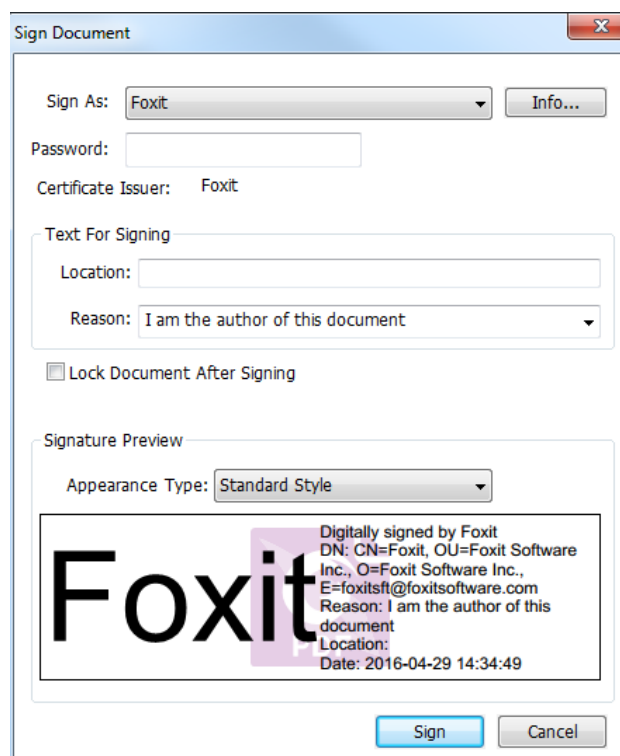 Sign Document
Sign As: Foxit Info...
Password:
Certificate Issuer: Foxit
Text For Signing
Location:
Reason: I am the author of this document
Lock Document After Signing
Signature Preview
Appearance Type: Standard Style
Foxit
PDF
Digitally signed by Foxit
DN: CN=Foxit, OU=Foxit Software
Inc., O=Foxit Software Inc.,
E=foxitsft@foxitsoftware.com
Reason: I am the author of this
document
Location:
Date: 2016-04-29 14:34:49
Sign Cancel